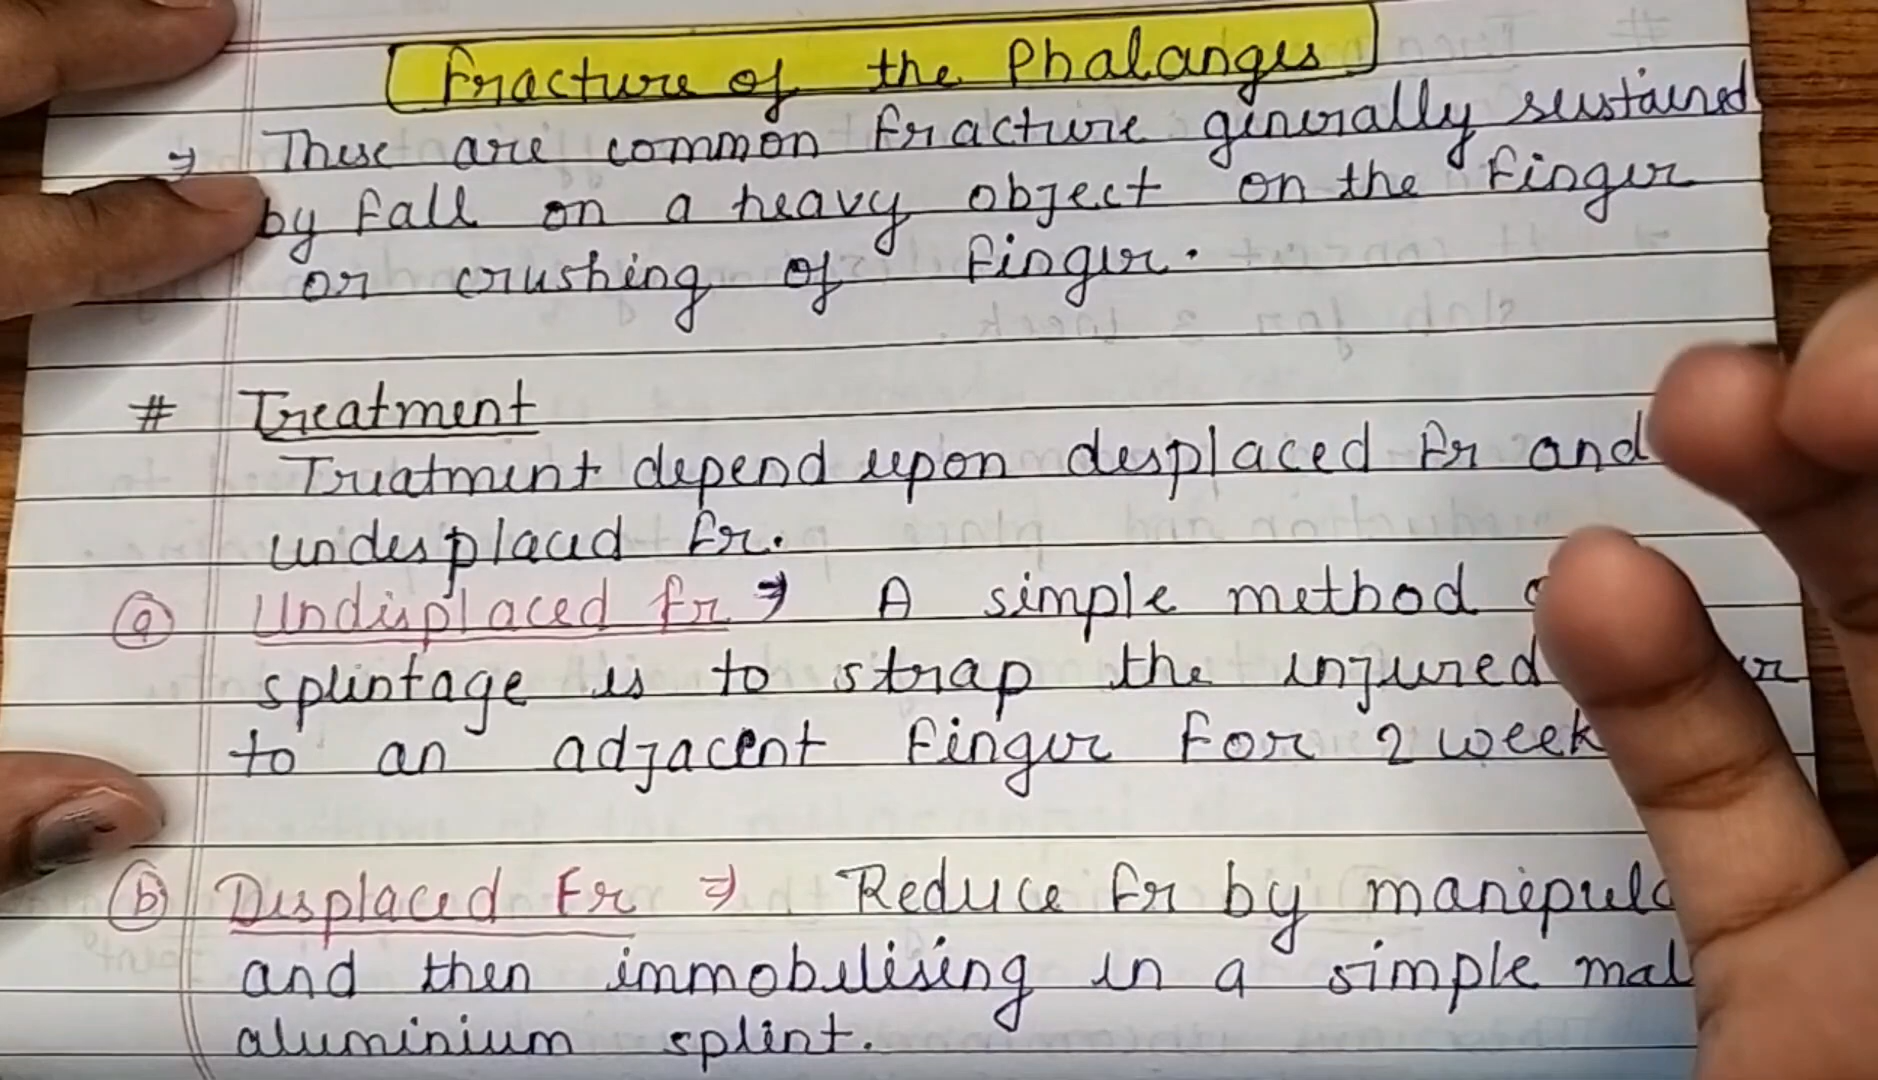 Fracture of the Phalanges
⇒ These are common fracture generally sustained
by fall on a heavy object on the finger
or crushing of finger.
# Treatment
Treatment depend upon desplaced fr and
undesplaced fr.
(a) Undisplaced fr ⇒ A simple method
splintage is to strap the injured
to an adjacent finger for 2 week
(b) Displaced Fr ⇒ Reduce fr by
and then immobilising in a simple
aluminium splint.